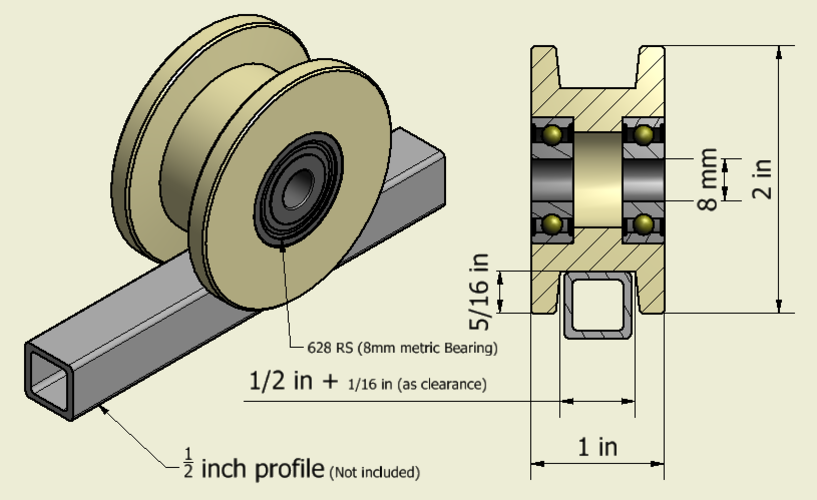 628 RS (8mm metric Bearing)
1/2 in + 1/16 in (as clearance)
1/2 inch profile (Not included)
5/16 in
8 mm
2 in
1 in